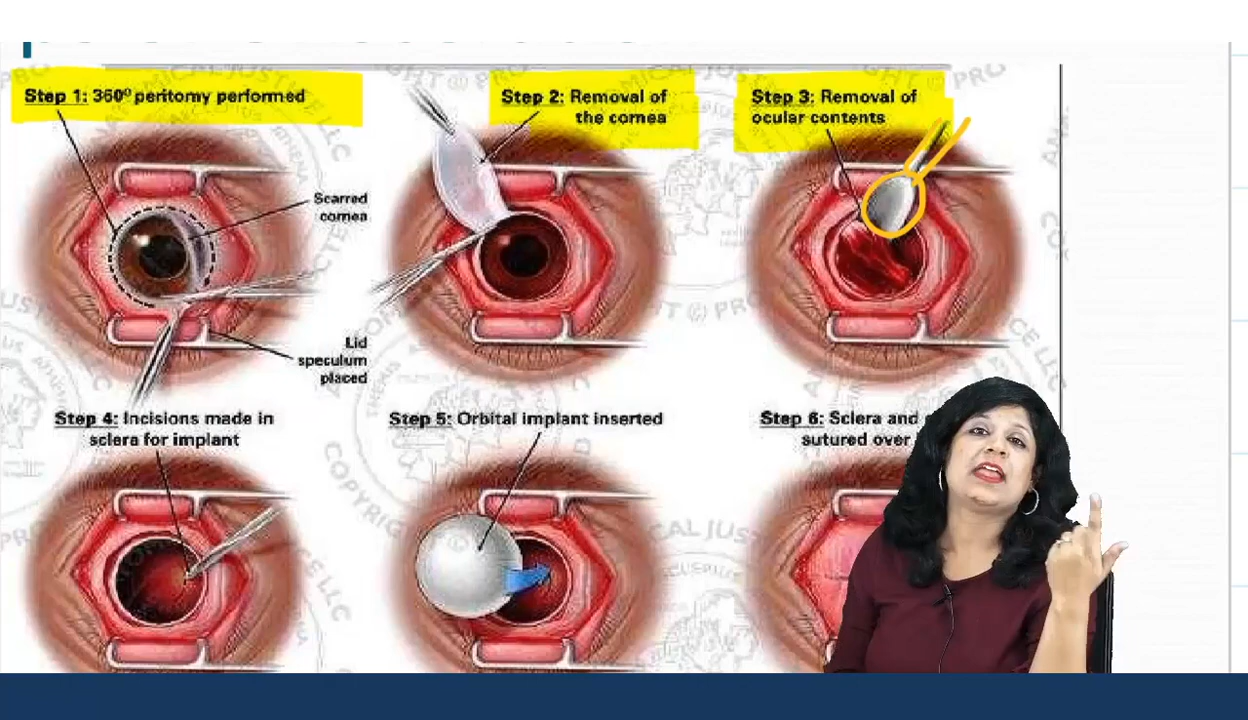 Step 1: 360º peritomy performed
Step 2: Removal of
the cornea
Step 3: Removal of
ocular contents
Scarred
cornea
Lid
speculum
placed
Step 4: Incisions made in
sclera for implant
Step 5: Orbital implant inserted
Step 6: Sclera and
sutured over